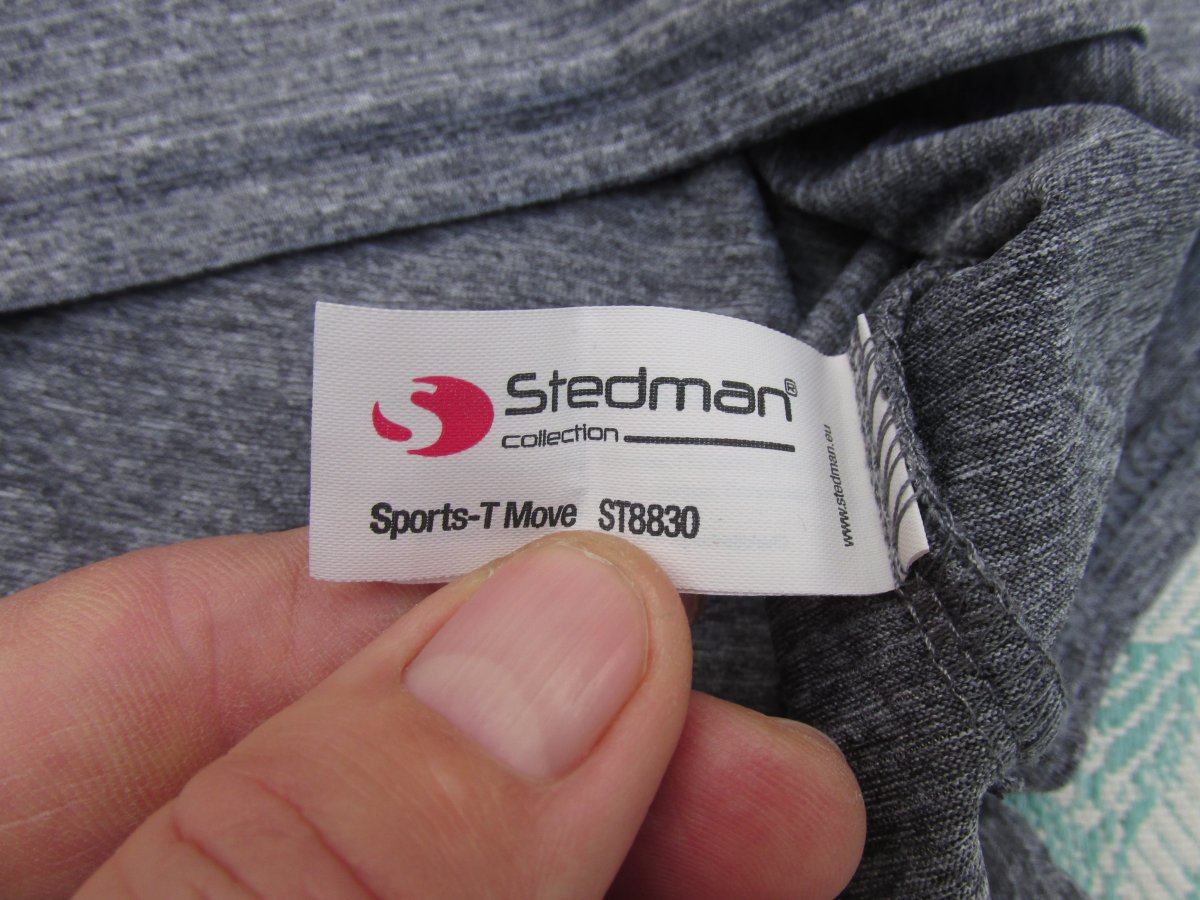 Stedman®
collection
Sports-T Move ST8830
www.stedman.eu